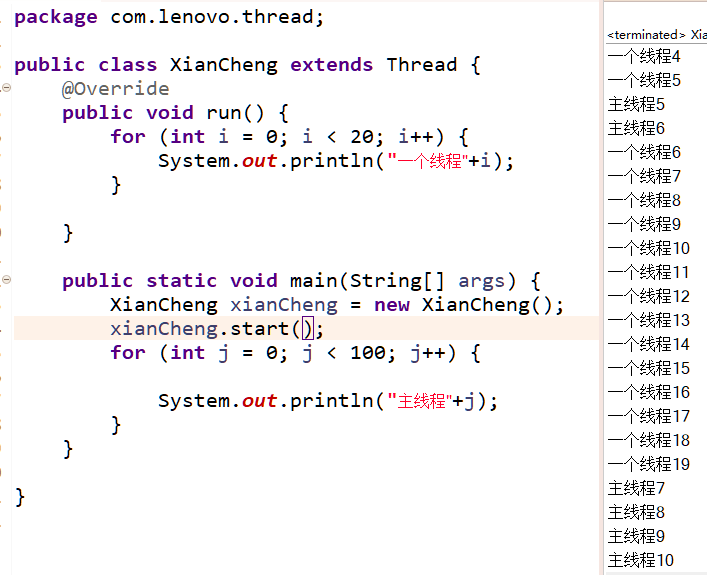 package com.lenovo.thread;
public class XianCheng extends Thread {
@Override
public void run() {
for (int i = 0; i < 20; i++) {
System.out.println("一个线程"+i);
}
}
public static void main(String[] args) {
XianCheng xianCheng = new XianCheng();
xianCheng.start();
for (int j = 0; j < 100; j++) {
System.out.println("主线程"+j);
}
}
}
<terminated> Xia
一个线程4
一个线程5
主线程5
主线程6
一个线程6
一个线程7
一个线程8
一个线程9
一个线程10
一个线程11
一个线程12
一个线程13
一个线程14
一个线程15
一个线程16
一个线程17
一个线程18
一个线程19
主线程7
主线程8
主线程9
主线程10